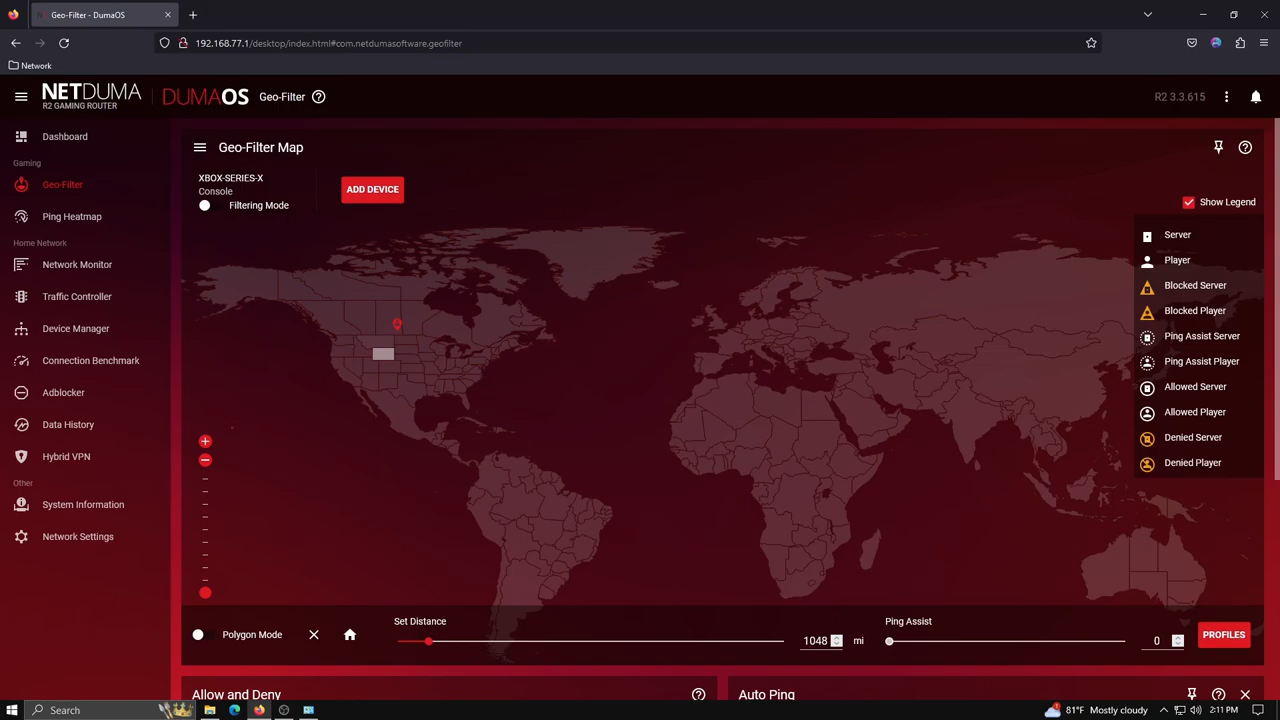 Geo-Filter - DumaOS
192.168.77.1/desktop/index.html#com.netdumasoftware.geofilter
Network
NETDUMA
R2 GAMING ROUTER
DUMAOS
Geo-Filter
R2 3.3.615
Dashboard
Gaming
Geo-Filter
Ping Heatmap
Home Network
Network Monitor
Traffic Controller
Device Manager
Connection Benchmark
Adblocker
Data History
Hybrid VPN
Other
System Information
Network Settings
Geo-Filter Map
XBOX-SERIES-X
Console
Filtering Mode
ADD DEVICE
Show Legend
Server
Player
Blocked Server
Blocked Player
Ping Assist Server
Ping Assist Player
Allowed Server
Allowed Player
Denied Server
Denied Player
Polygon Mode
Set Distance
1048 mi
Ping Assist
0
PROFILES
Allow and Deny
Auto Ping
Search
81°F Mostly cloudy
2:11 PM